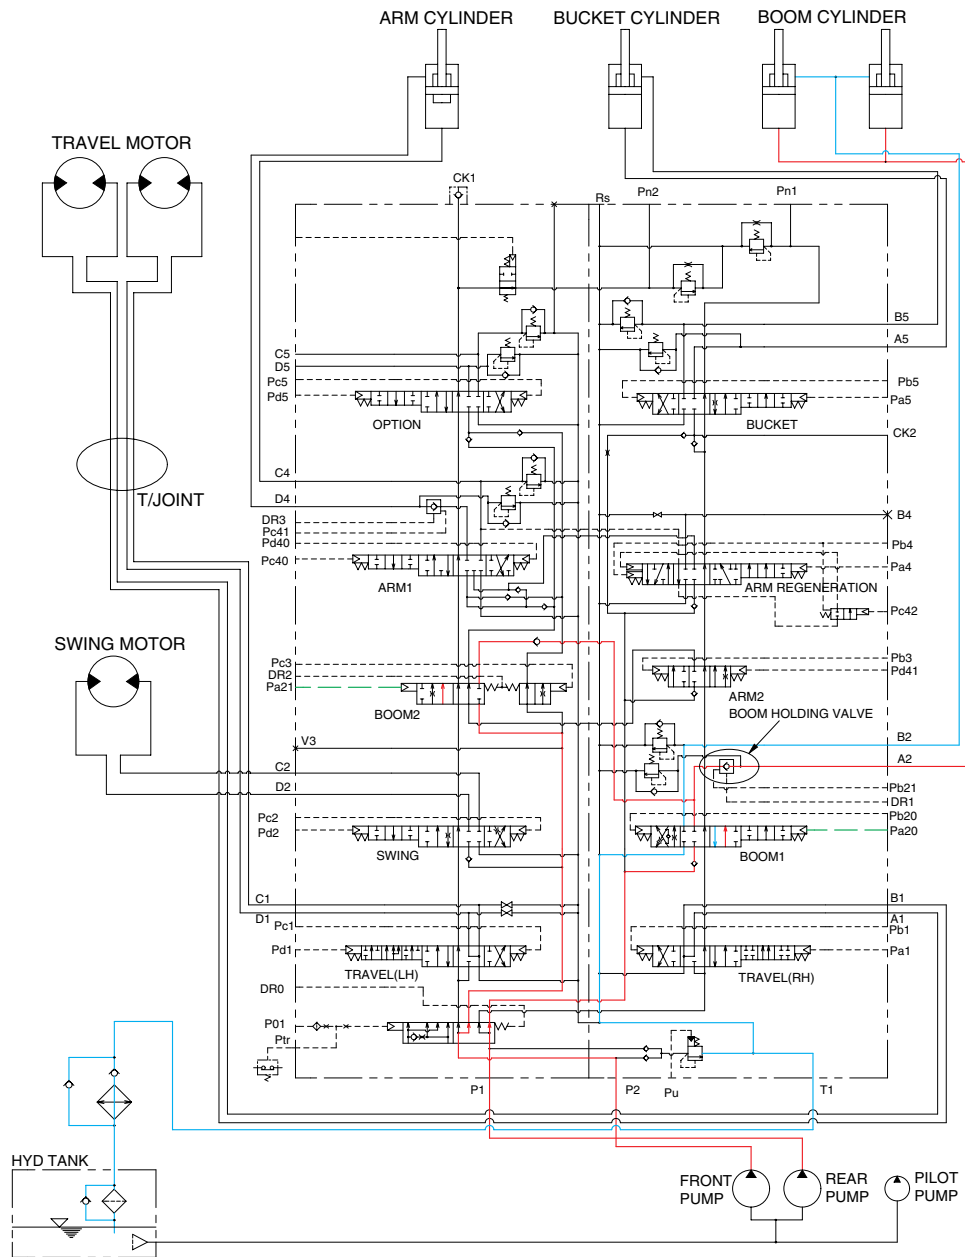 ARM CYLINDER
BUCKET CYLINDER
BOOM CYLINDER
TRAVEL MOTOR
CK1
Rs
Pn2
Pn1
B5
A5
C5
D5
Pc5
Pd5
Pb5
Pa5
OPTION
BUCKET
CK2
T/JOINT
C4
D4
DR3
Pc41
Pd40
Pc40
B4
Pb4
Pa4
ARM1
ARM REGENERATION
Pc42
SWING MOTOR
Pc3
DR2
Pa21
Pb3
Pd41
BOOM2
ARM2
BOOM HOLDING VALVE
V3
B2
C2
A2
D2
Pb21
DR1
Pc2
Pd2
Pb20
Pa20
SWING
BOOM1
C1
B1
D1
A1
Pc1
Pb1
Pd1
Pa1
TRAVEL(LH)
TRAVEL(RH)
DR0
P01
Ptr
P1
P2
Pu
T1
HYD TANK
FRONT
PUMP
REAR
PUMP
PILOT
PUMP